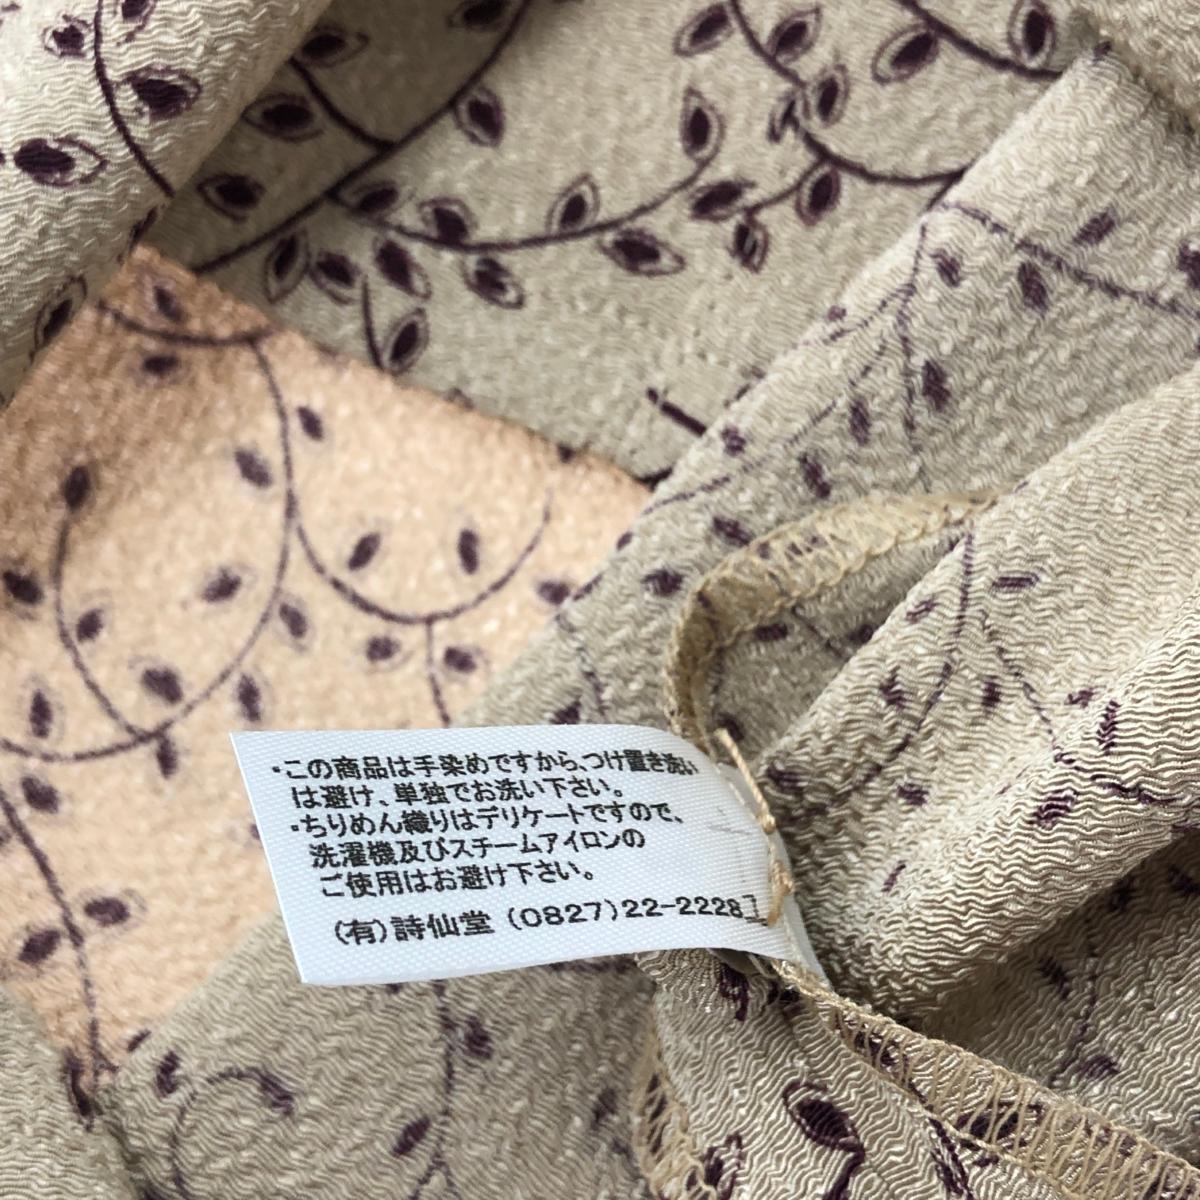 ・この商品は手染めですから、つけ置き洗い
は避け、単独でお洗い下さい。
・ちりめん織りはデリケートですので、
洗濯機及びスチームアイロンの
ご使用はお避け下さい。
(有)詩仙堂 (0827)22-2228